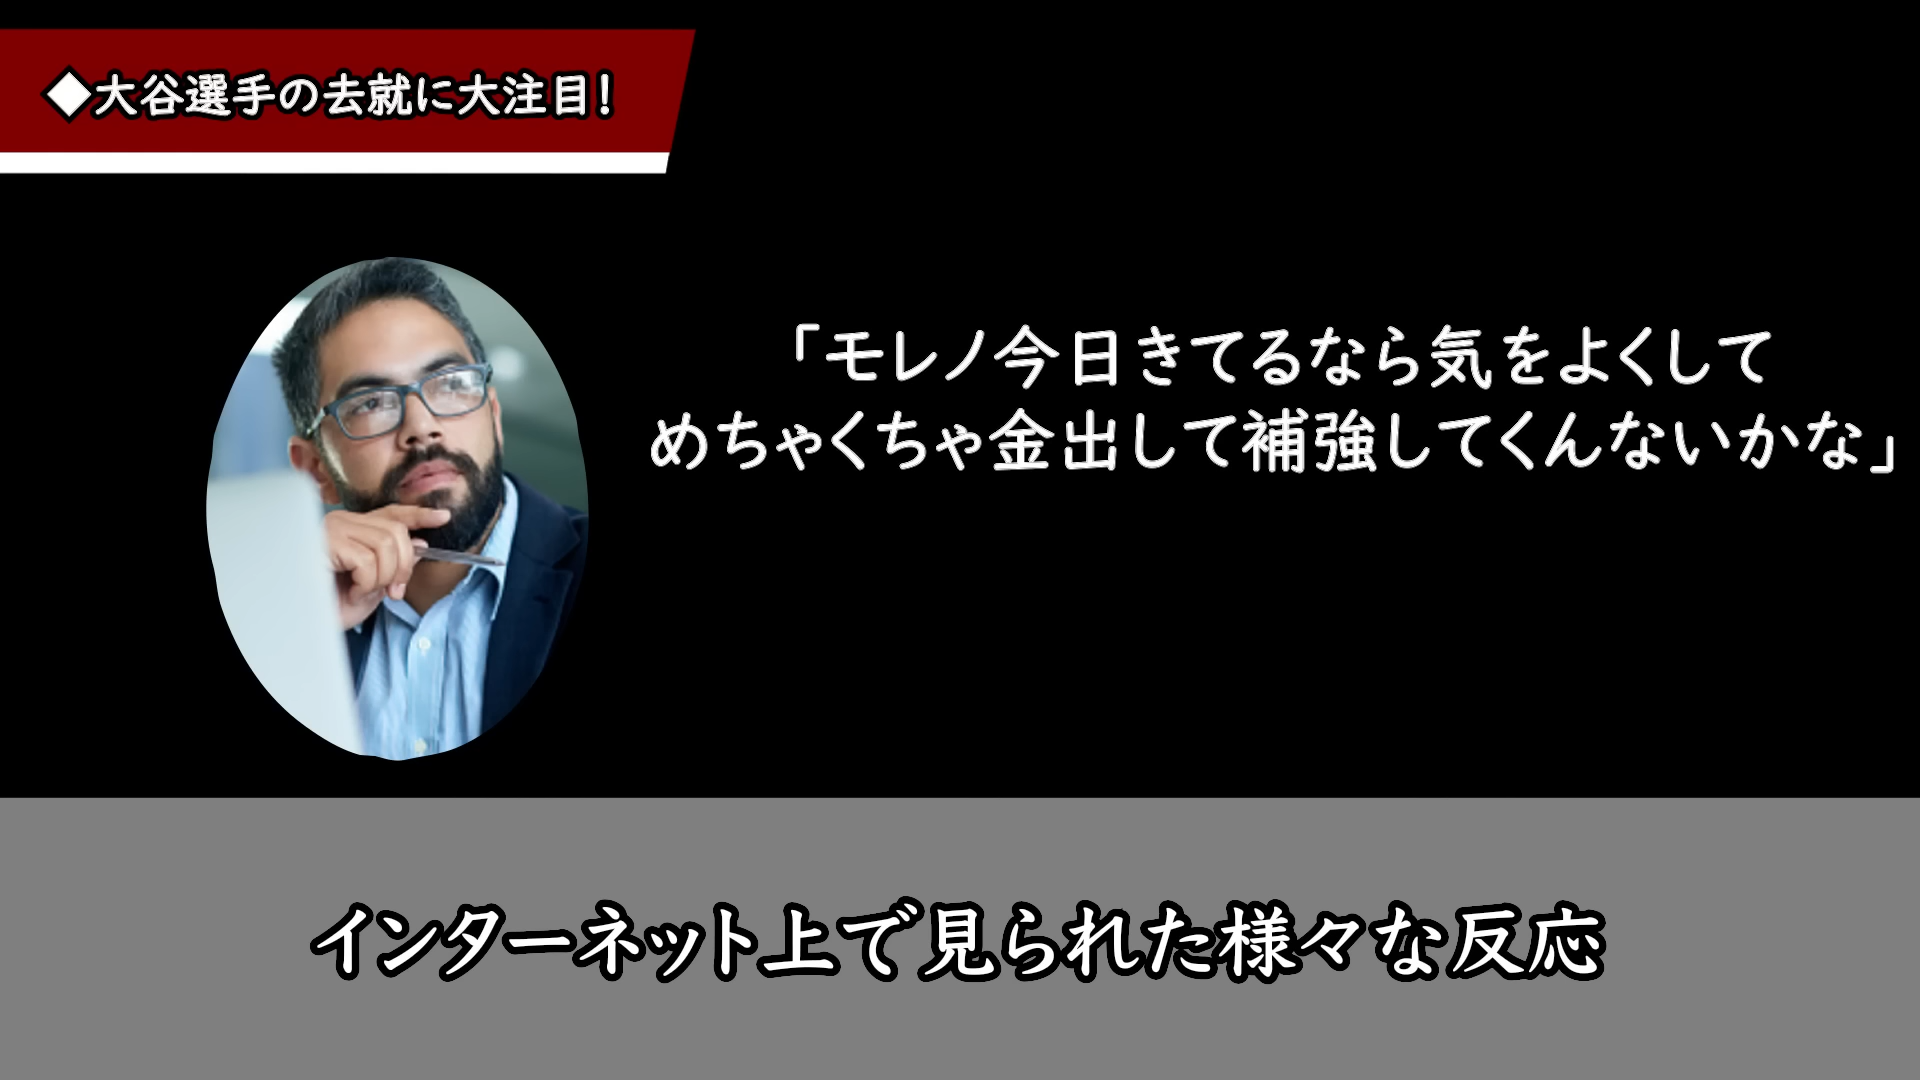 ◆大谷選手の去就に大注目！
「モレノ今日きてるなら気をよくして
めちゃくちゃ金出して補強してくんないかな」
インターネット上で見られた様々な反応